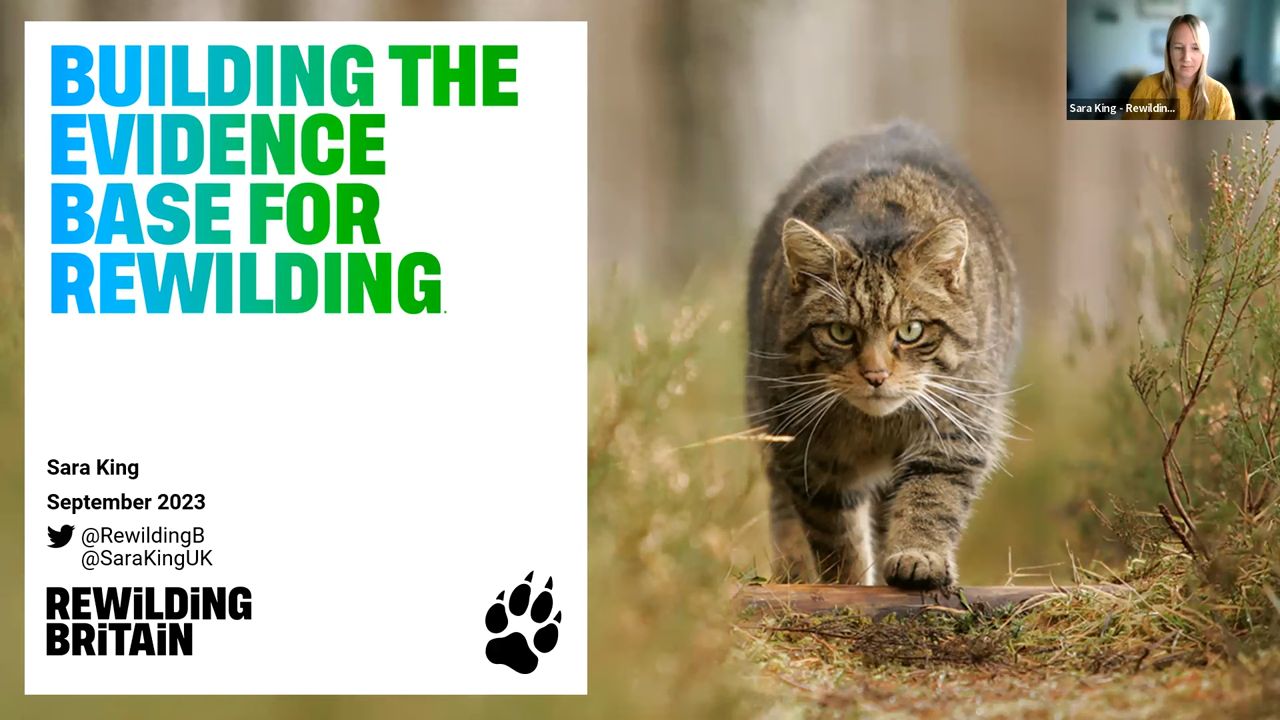 BUILDING THE
EVIDENCE
BASE FOR
REWILDING.
Sara King
September 2023
@RewildingB
@SaraKingUK
REWiLDiNG
BRiTAiN
Sara King - Rewildin...